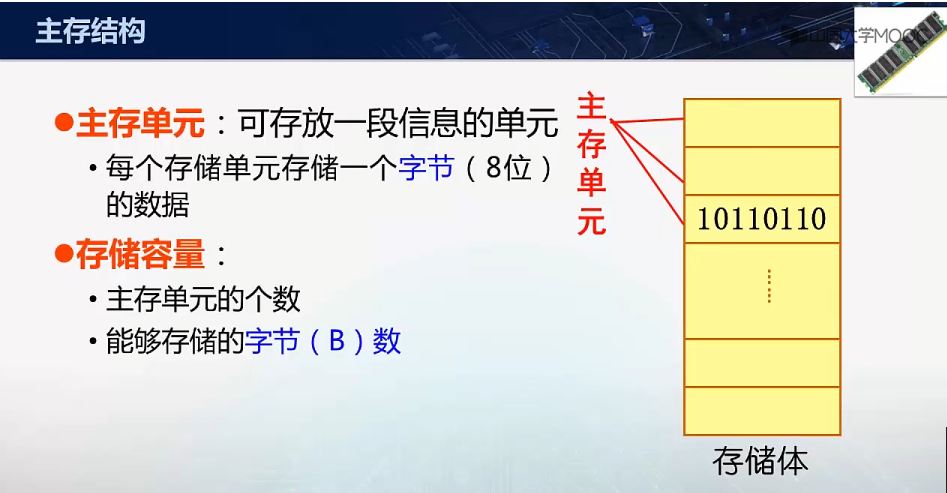 主存结构
大学MOOC
●主存单元：可存放一段信息的单元
•每个存储单元存储一个字节（8位）
的数据
●存储容量：
•主存单元的个数
•能够存储的字节（B）数
主存单元
10110110
存储体